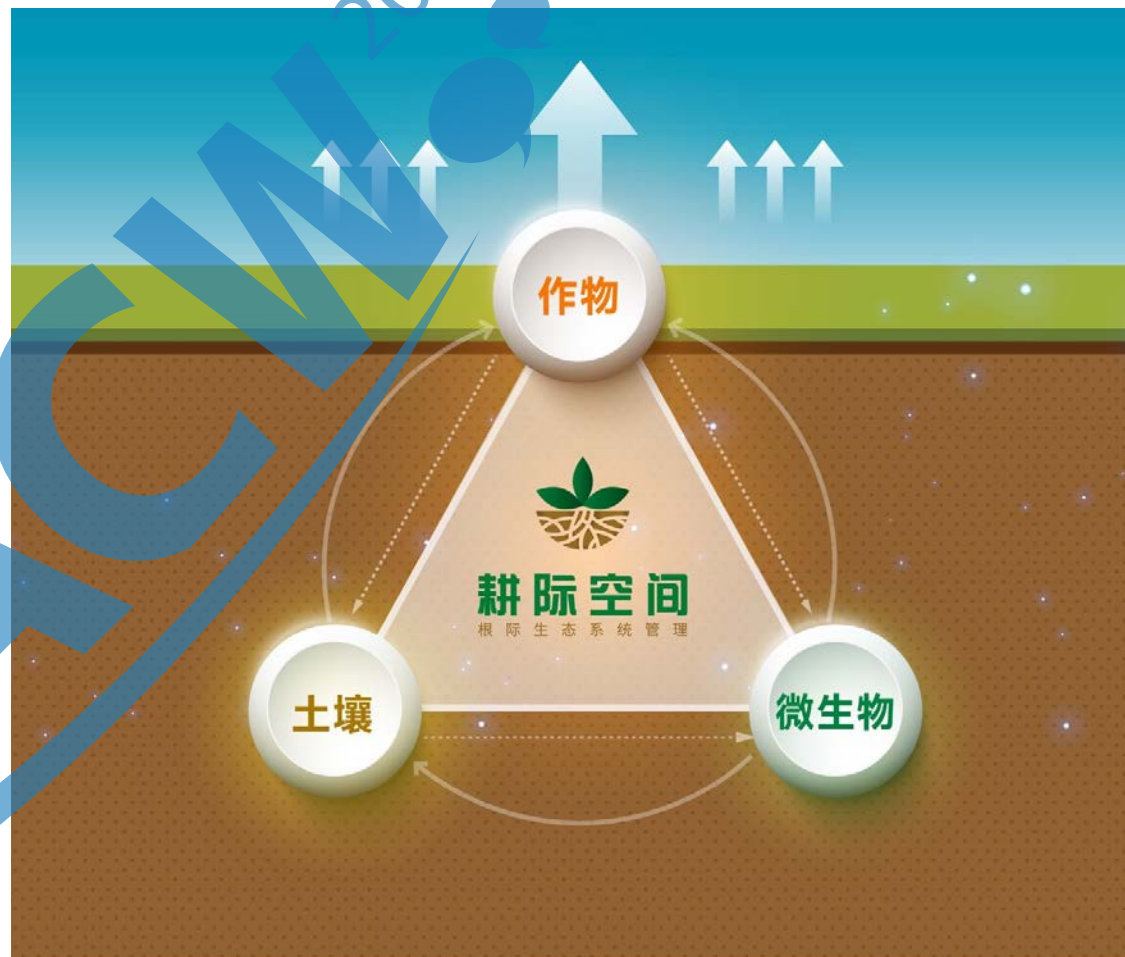 作物
耕际空间
根际生态系统管理
土壤
微生物